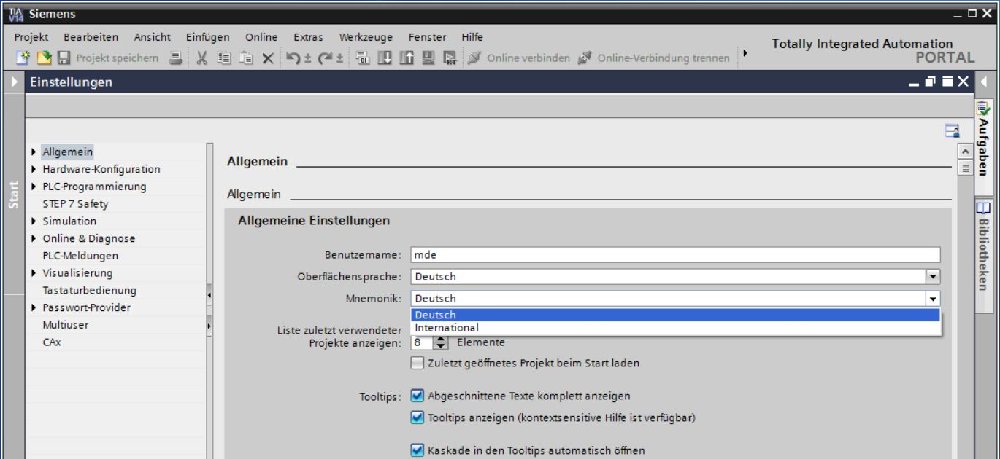 TIA V14 Siemens
Projekt Bearbeiten Ansicht Einfügen Online Extras Werkzeuge Fenster Hilfe
Totally Integrated Automation
PORTAL
Projekt speichern RT Online verbinden Online-Verbindung trennen
Einstellungen
Start
Allgemein
Hardware-Konfiguration
PLC-Programmierung
STEP 7 Safety
Simulation
Online & Diagnose
PLC-Meldungen
Visualisierung
Tastaturbedienung
Passwort-Provider
Multiuser
CAx
Allgemein
Allgemein
Allgemeine Einstellungen
Benutzername: mde
Oberflächensprache: Deutsch
Mnemonik: Deutsch
Deutsch
International
Liste zuletzt verwendeter
Projekte anzeigen: 8 Elemente
Zuletzt geöffnetes Projekt beim Start laden
Tooltips: Abgeschnittene Texte komplett anzeigen
Tooltips anzeigen (kontextsensitive Hilfe ist verfügbar)
Kaskade in den Tooltips automatisch öffnen
Aufgaben
Bibliotheken